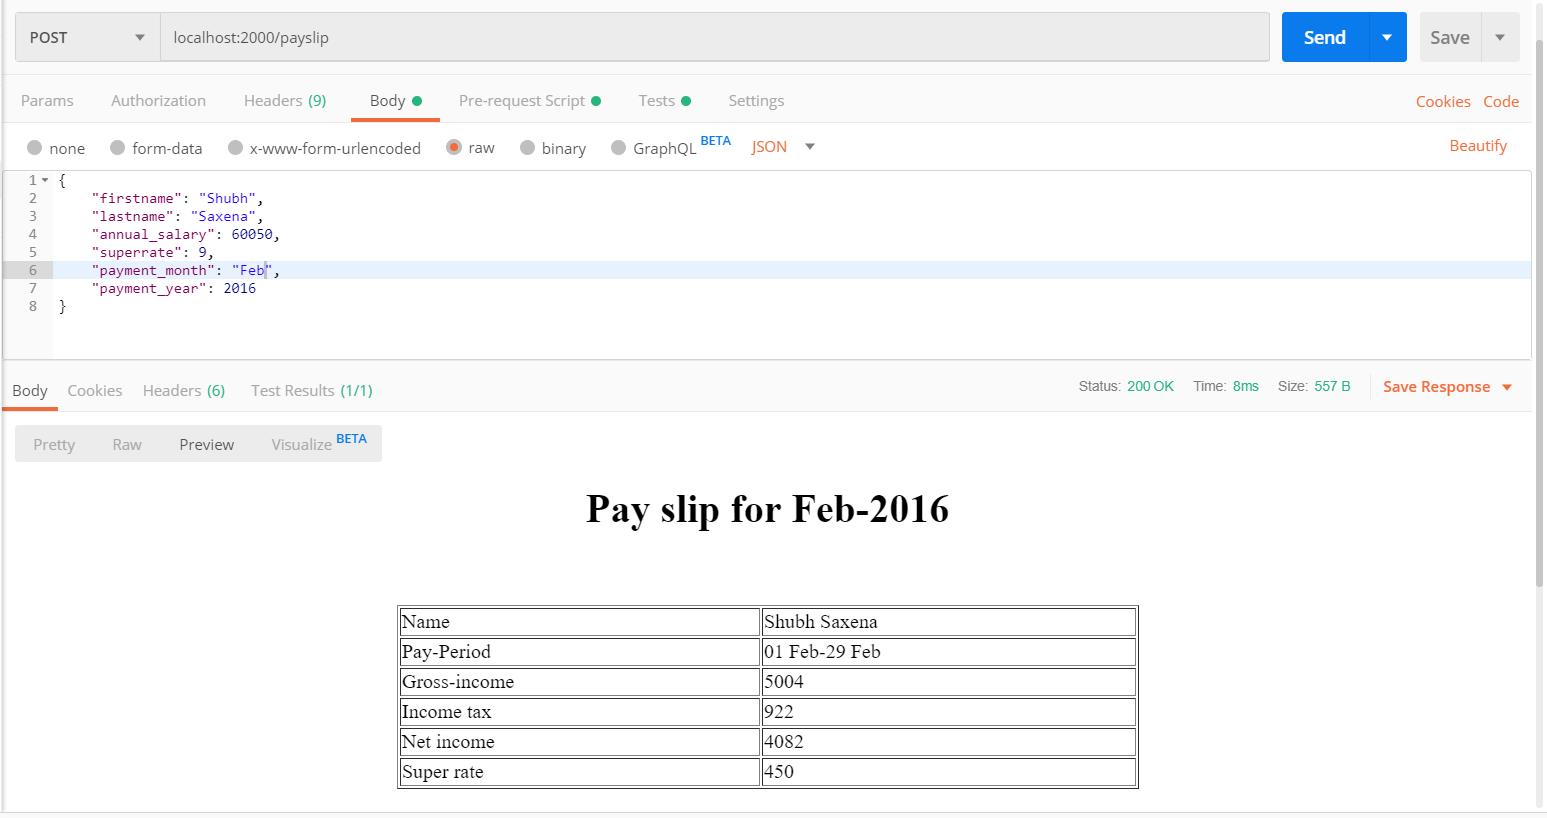 POST localhost:2000/payslip Send Save
Params Authorization Headers (9) Body Pre-request Script Tests Settings Cookies Code
none form-data x-www-form-urlencoded raw binary GraphQL BETA JSON Beautify
1 {
2 "firstname": "Shubh",
3 "lastname": "Saxena",
4 "annual_salary": 60050,
5 "superrate": 9,
6 "payment_month": "Feb",
7 "payment_year": 2016
8 }
Body Cookies Headers (6) Test Results (1/1) Status: 200 OK Time: 8ms Size: 557 B Save Response
Pretty Raw Preview Visualize BETA
Pay slip for Feb-2016
Name Shubh Saxena
Pay-Period 01 Feb-29 Feb
Gross-income 5004
Income tax 922
Net income 4082
Super rate 450